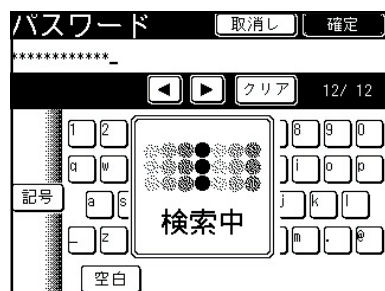 パスワード 取消し 確定
************_
◀ ▶ クリア 12/ 12
1 2 8 9 0
q w i o p
記号 a s j k l
検索中
_ z m . @
空白